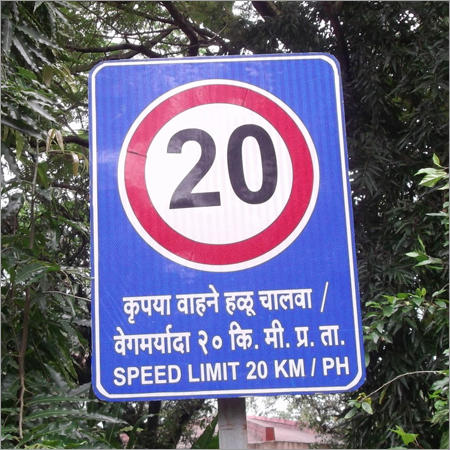 20
कृपया वाहने हळू चालवा /
वेगमर्यादा २० कि. मी. प्र. ता.
SPEED LIMIT 20 KM / PH